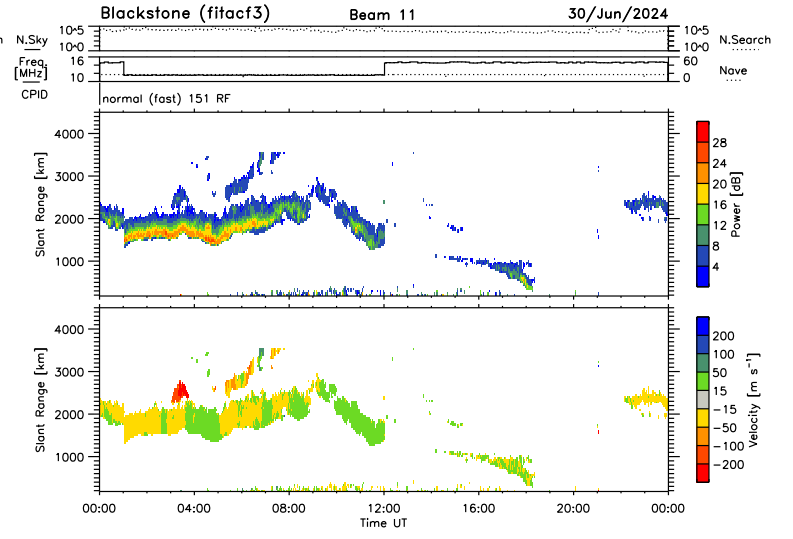 Blackstone (fitacf3) Beam 11 30/Jun/2024
N.Sky 10^5 10^0 10^5 10^0 N.Search
Freq. [MHz] 16 10 60 0 Nave
CPID normal (fast) 151 RF
Slant Range [km] 4000 3000 2000 1000
28 24 20 16 12 8 4 Power [dB]
Slant Range [km] 4000 3000 2000 1000
200 100 50 15 −15 −50 −100 −200 Velocity [m s⁻¹]
00:00 04:00 08:00 12:00 16:00 20:00 00:00
Time UT